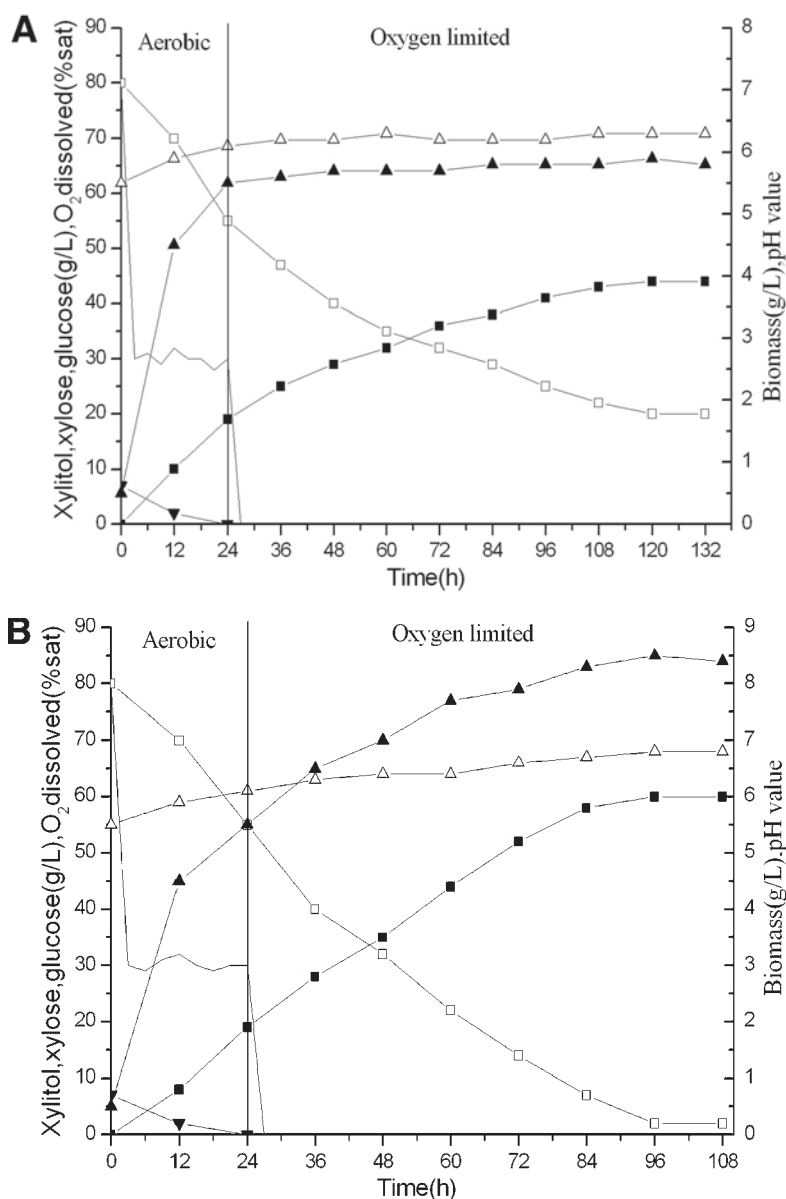 A
Aerobic
Oxygen limited
Xylitol,xylose,glucose(g/L),O2dissolved(%sat)
90
80
70
60
50
40
30
20
10
0
8
7
6
5
4
3
2
1
0
Biomass(g/L),pH value
0 12 24 36 48 60 72 84 96 108 120 132
Time(h)
B
Aerobic
Oxygen limited
Xylitol,xylose,glucose(g/L),O2dissolved(%sat)
90
80
70
60
50
40
30
20
10
0
9
8
7
6
5
4
3
2
1
0
Biomass(g/L).pH value
0 12 24 36 48 60 72 84 96 108
Time(h)